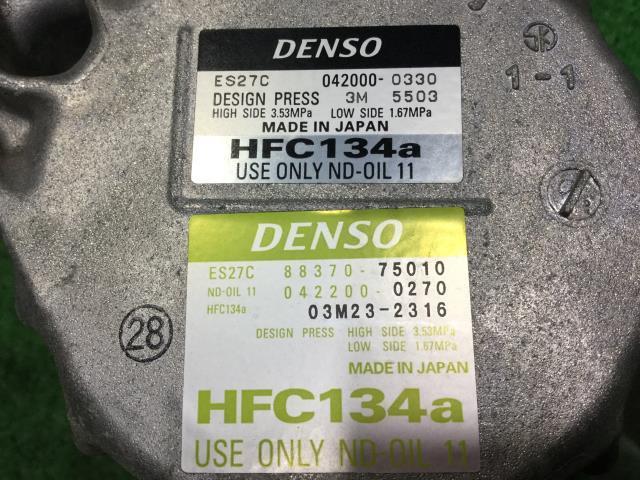 DENSO
ES27C 042000-0330
DESIGN PRESS 3M 5503
HIGH SIDE 3.53MPa LOW SIDE 1.67MPa
MADE IN JAPAN
HFC134a
USE ONLY ND-OIL 11
1-1
DENSO
ES27C 88370-75010
ND-OIL 11 042200-0270
HFC134a 03M23-2316
DESIGN PRESS HIGH SIDE 3.53MPa
LOW SIDE 1.67MPa
MADE IN JAPAN
HFC134a
USE ONLY ND-OIL 11
28